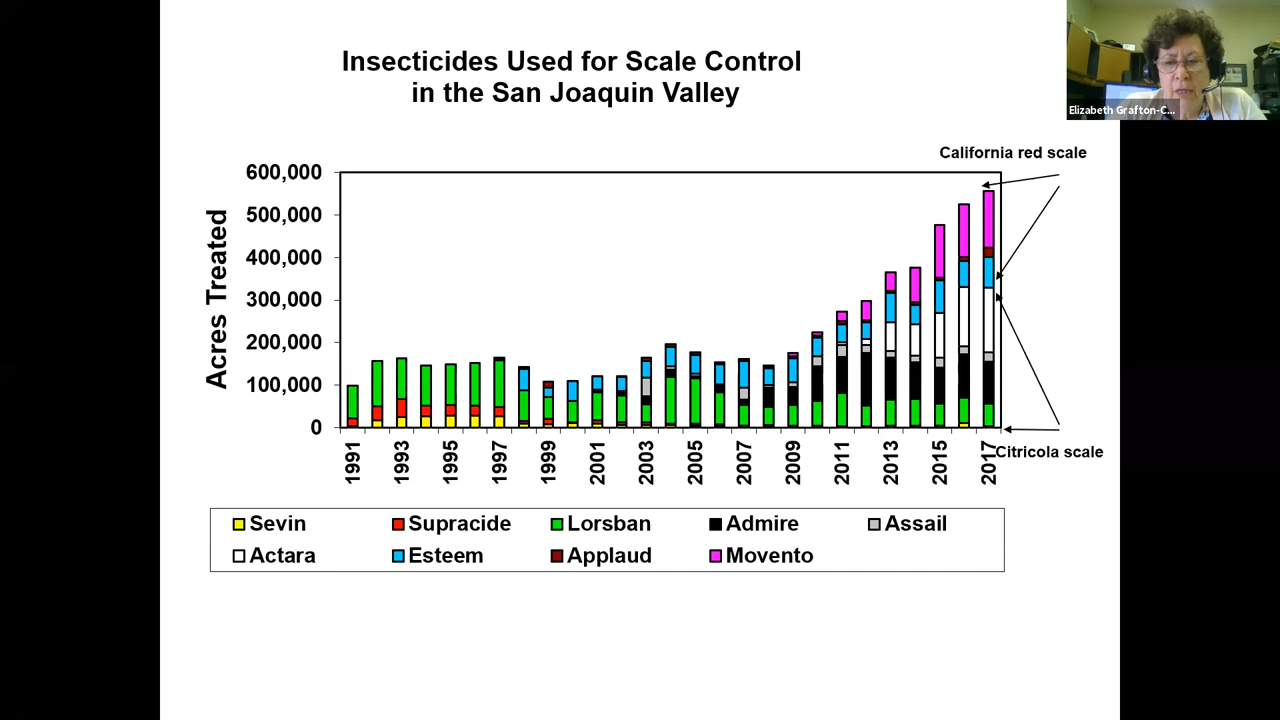 Insecticides Used for Scale Control
in the San Joaquin Valley
Elizabeth Grafton-C...
California red scale
Acres Treated
600,000
500,000
400,000
300,000
200,000
100,000
0
1991
1993
1995
1997
1999
2001
2003
2005
2007
2009
2011
2013
2015
2017
Citricola scale
Sevin Supracide Lorsban Admire Assail
Actara Esteem Applaud Movento